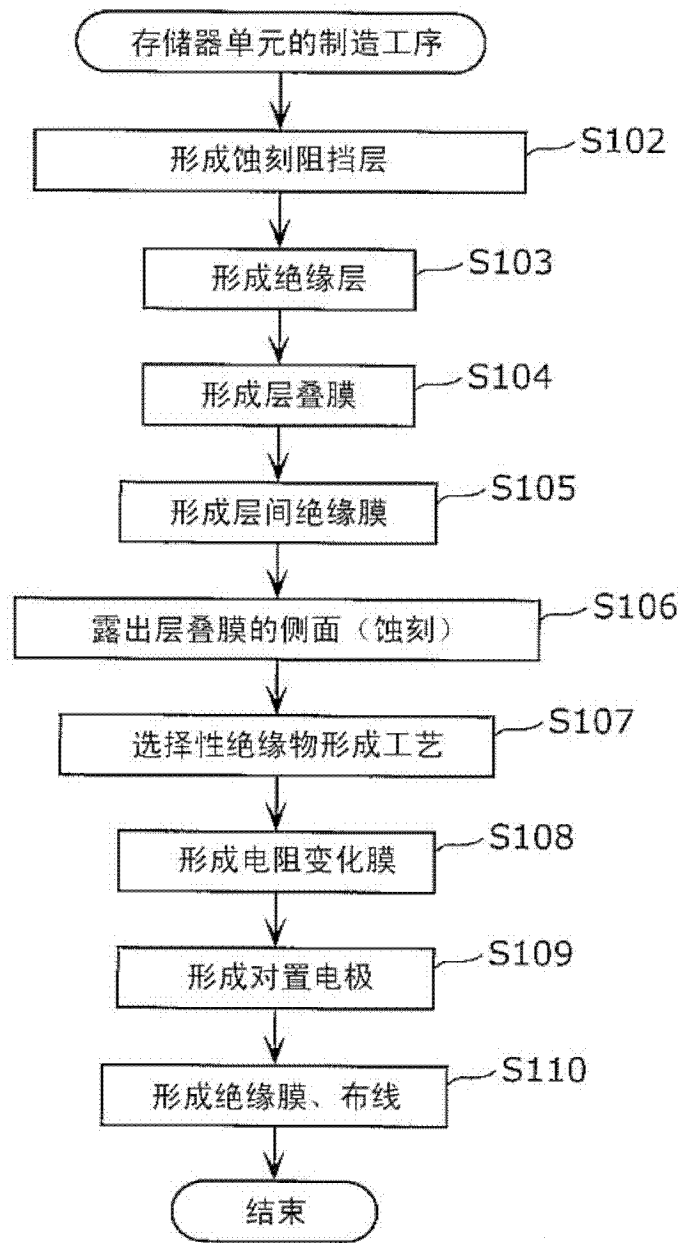 存储器单元的制造工序
形成蚀刻阻挡层
S102
形成绝缘层
S103
形成层叠膜
S104
形成层间绝缘膜
S105
露出层叠膜的侧面（蚀刻）
S106
选择性绝缘物形成工艺
S107
形成电阻变化膜
S108
形成对置电极
S109
形成绝缘膜、布线
S110
结束